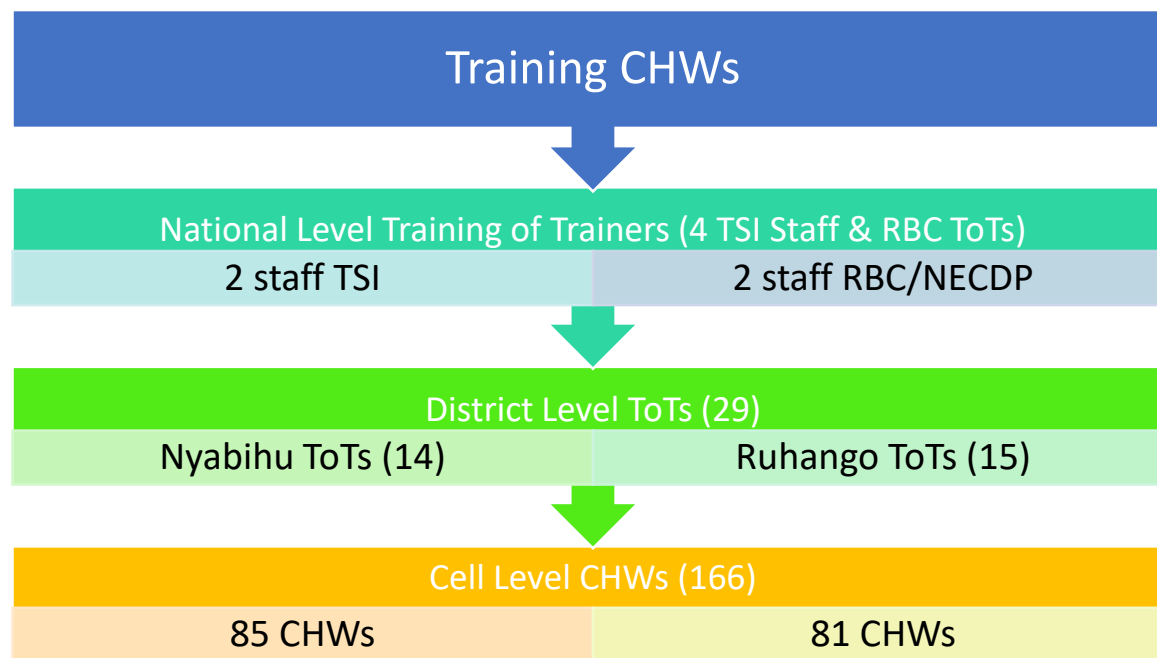 Training CHWs
National Level Training of Trainers (4 TSI Staff & RBC ToTs)
2 staff TSI
2 staff RBC/NECDP
District Level ToTs (29)
Nyabihu ToTs (14)
Ruhango ToTs (15)
Cell Level CHWs (166)
85 CHWs
81 CHWs